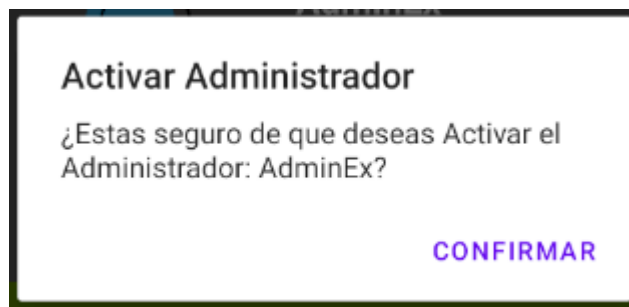 Activar Administrador
¿Estas seguro de que deseas Activar el
Administrador: AdminEx?
CONFIRMAR